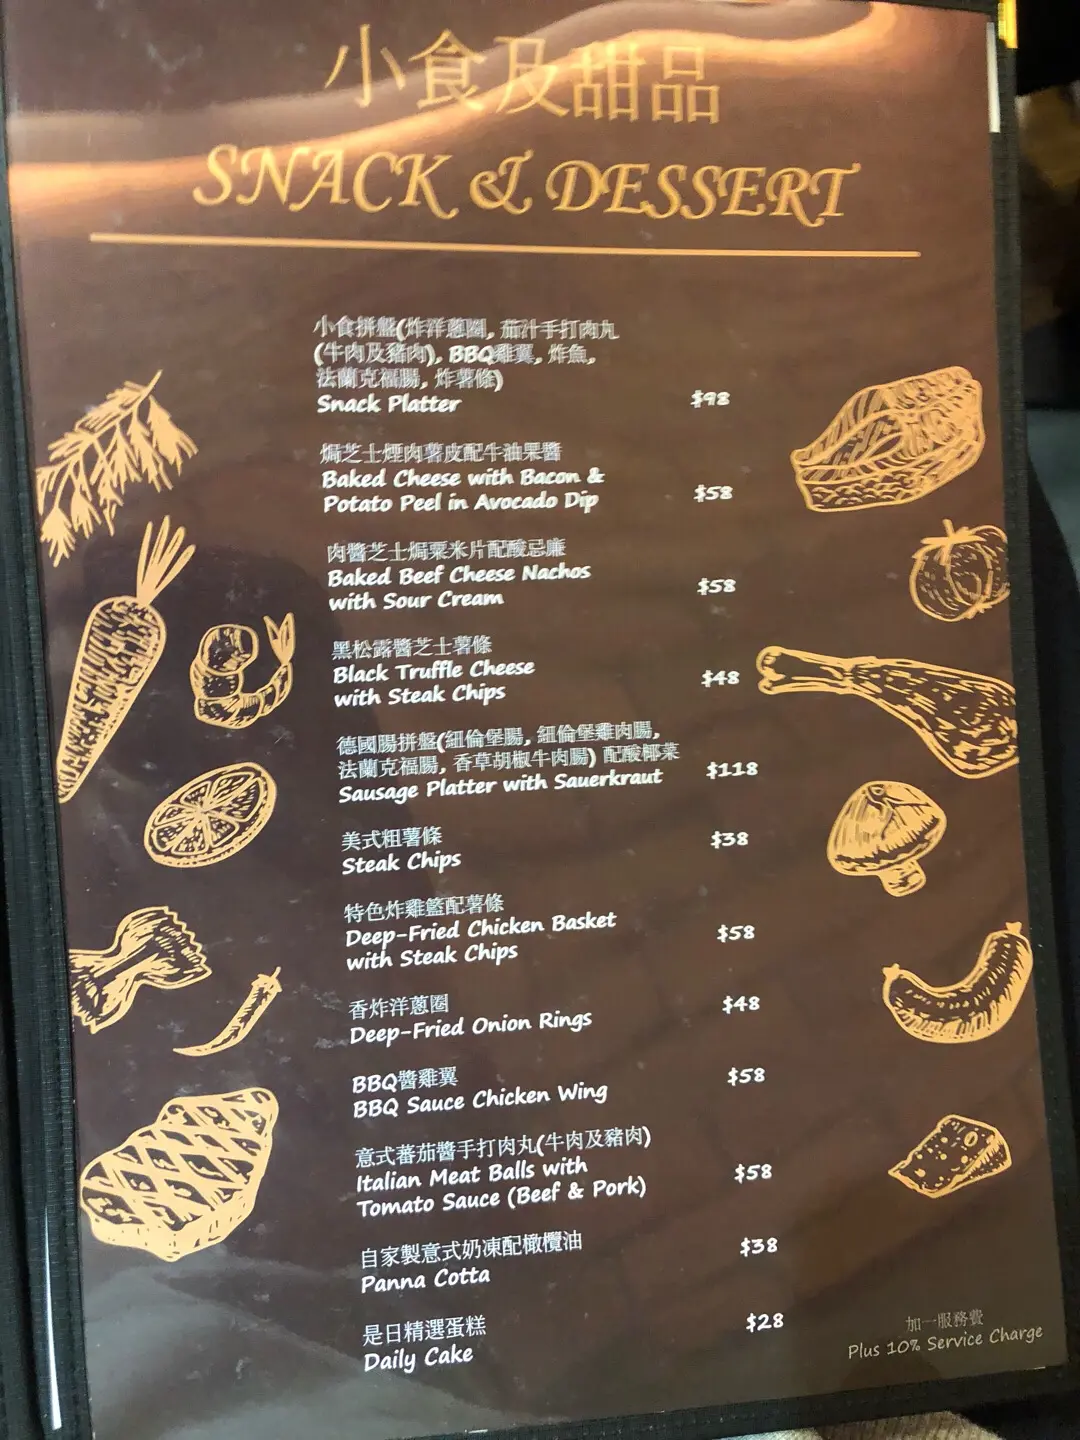 小食及甜品
SNACK & DESSERT
小食拼盤(炸洋蔥圈, 茄汁手打肉丸
(牛肉及豬肉), BBQ雞翼, 炸魚,
法蘭克福腸, 炸薯條)
Snack Platter $98
焗芝士煙肉薯皮配牛油果醬
Baked Cheese with Bacon &
Potato Peel in Avocado Dip $58
肉醬芝士焗粟米片配酸忌廉
Baked Beef Cheese Nachos
with Sour Cream $58
黑松露醬芝士薯條
Black Truffle Cheese
with Steak Chips $48
德國腸拼盤(紐倫堡腸, 紐倫堡雞肉腸,
法蘭克福腸, 香草胡椒牛肉腸) 配酸椰菜
Sausage Platter with Sauerkraut $118
美式粗薯條
Steak Chips $38
特色炸雞籃配薯條
Deep-Fried Chicken Basket
with Steak Chips $58
香炸洋蔥圈
Deep-Fried Onion Rings $48
BBQ醬雞翼
BBQ Sauce Chicken Wing $58
意式蕃茄醬手打肉丸(牛肉及豬肉)
Italian Meat Balls with
Tomato Sauce (Beef & Pork) $58
自家製意式奶凍配橄欖油
Panna Cotta $38
是日精選蛋糕
Daily Cake $28
加一服務費
Plus 10% Service Charge